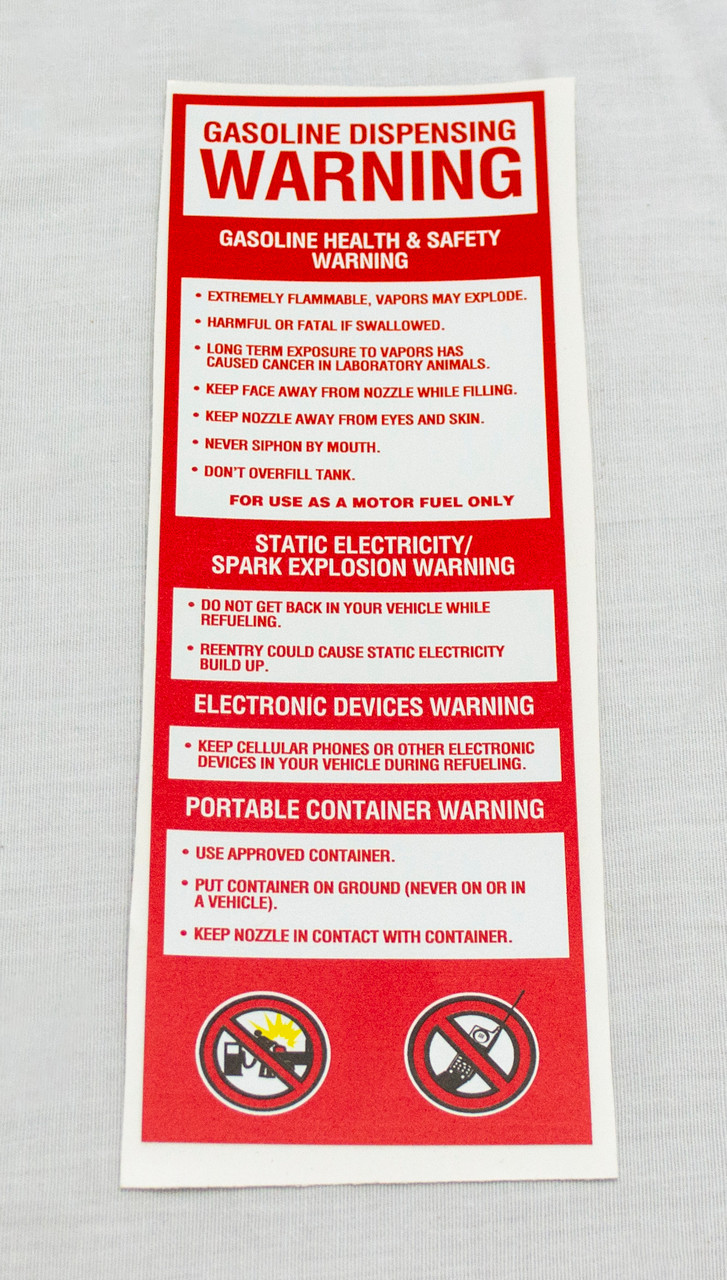 GASOLINE DISPENSING
WARNING
GASOLINE HEALTH & SAFETY
WARNING
• EXTREMELY FLAMMABLE, VAPORS MAY EXPLODE.
• HARMFUL OR FATAL IF SWALLOWED.
• LONG TERM EXPOSURE TO VAPORS HAS
CAUSED CANCER IN LABORATORY ANIMALS.
• KEEP FACE AWAY FROM NOZZLE WHILE FILLING.
• KEEP NOZZLE AWAY FROM EYES AND SKIN.
• NEVER SIPHON BY MOUTH.
• DON'T OVERFILL TANK.
FOR USE AS A MOTOR FUEL ONLY
STATIC ELECTRICITY/
SPARK EXPLOSION WARNING
• DO NOT GET BACK IN YOUR VEHICLE WHILE
REFUELING.
• REENTRY COULD CAUSE STATIC ELECTRICITY
BUILD UP.
ELECTRONIC DEVICES WARNING
• KEEP CELLULAR PHONES OR OTHER ELECTRONIC
DEVICES IN YOUR VEHICLE DURING REFUELING.
PORTABLE CONTAINER WARNING
• USE APPROVED CONTAINER.
• PUT CONTAINER ON GROUND (NEVER ON OR IN
A VEHICLE).
• KEEP NOZZLE IN CONTACT WITH CONTAINER.